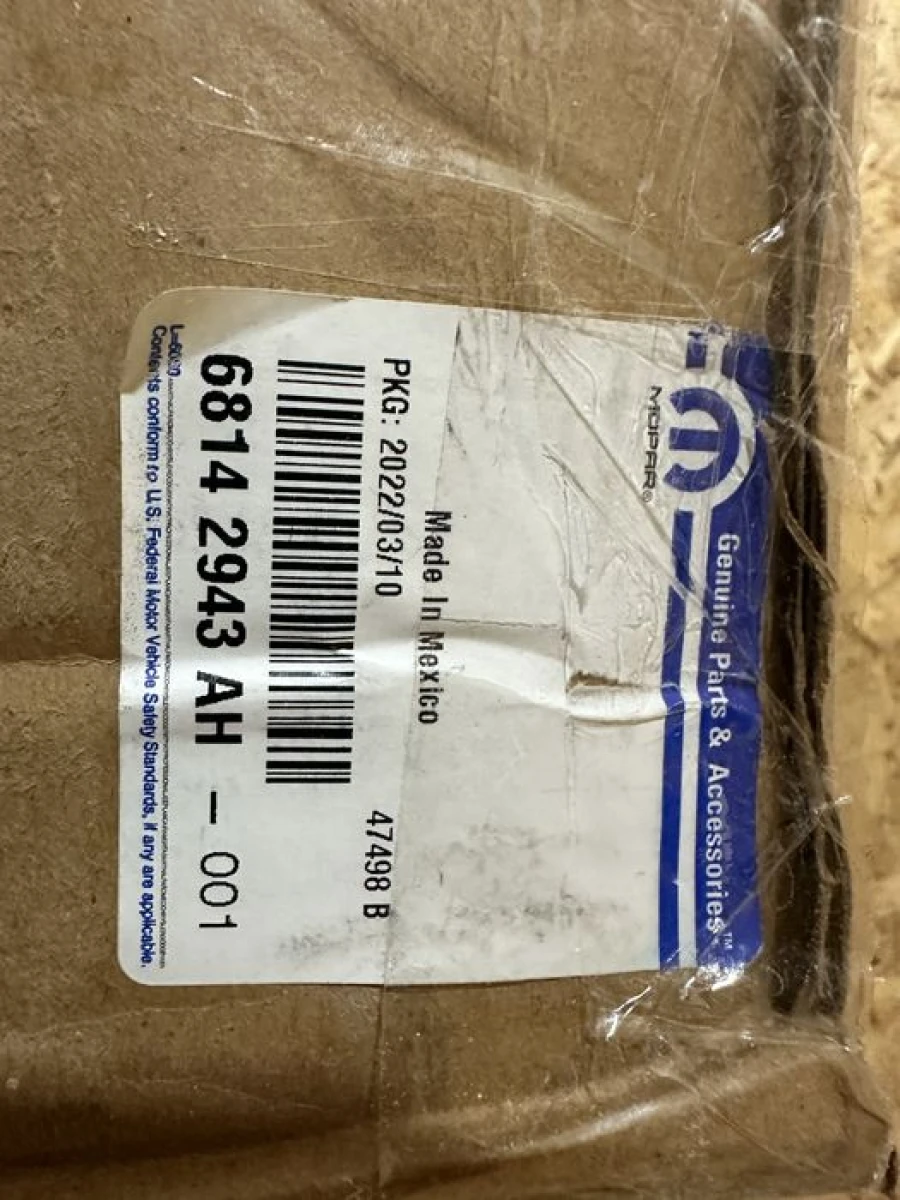 Genuine Parts & Accessories™
MOPAR®
Made In Mexico
PKG: 2022/03/10
47498 B
6814 2943 AH - 001
Contents conform to U.S. Federal Motor Vehicle Safety Standards, if any are applicable.